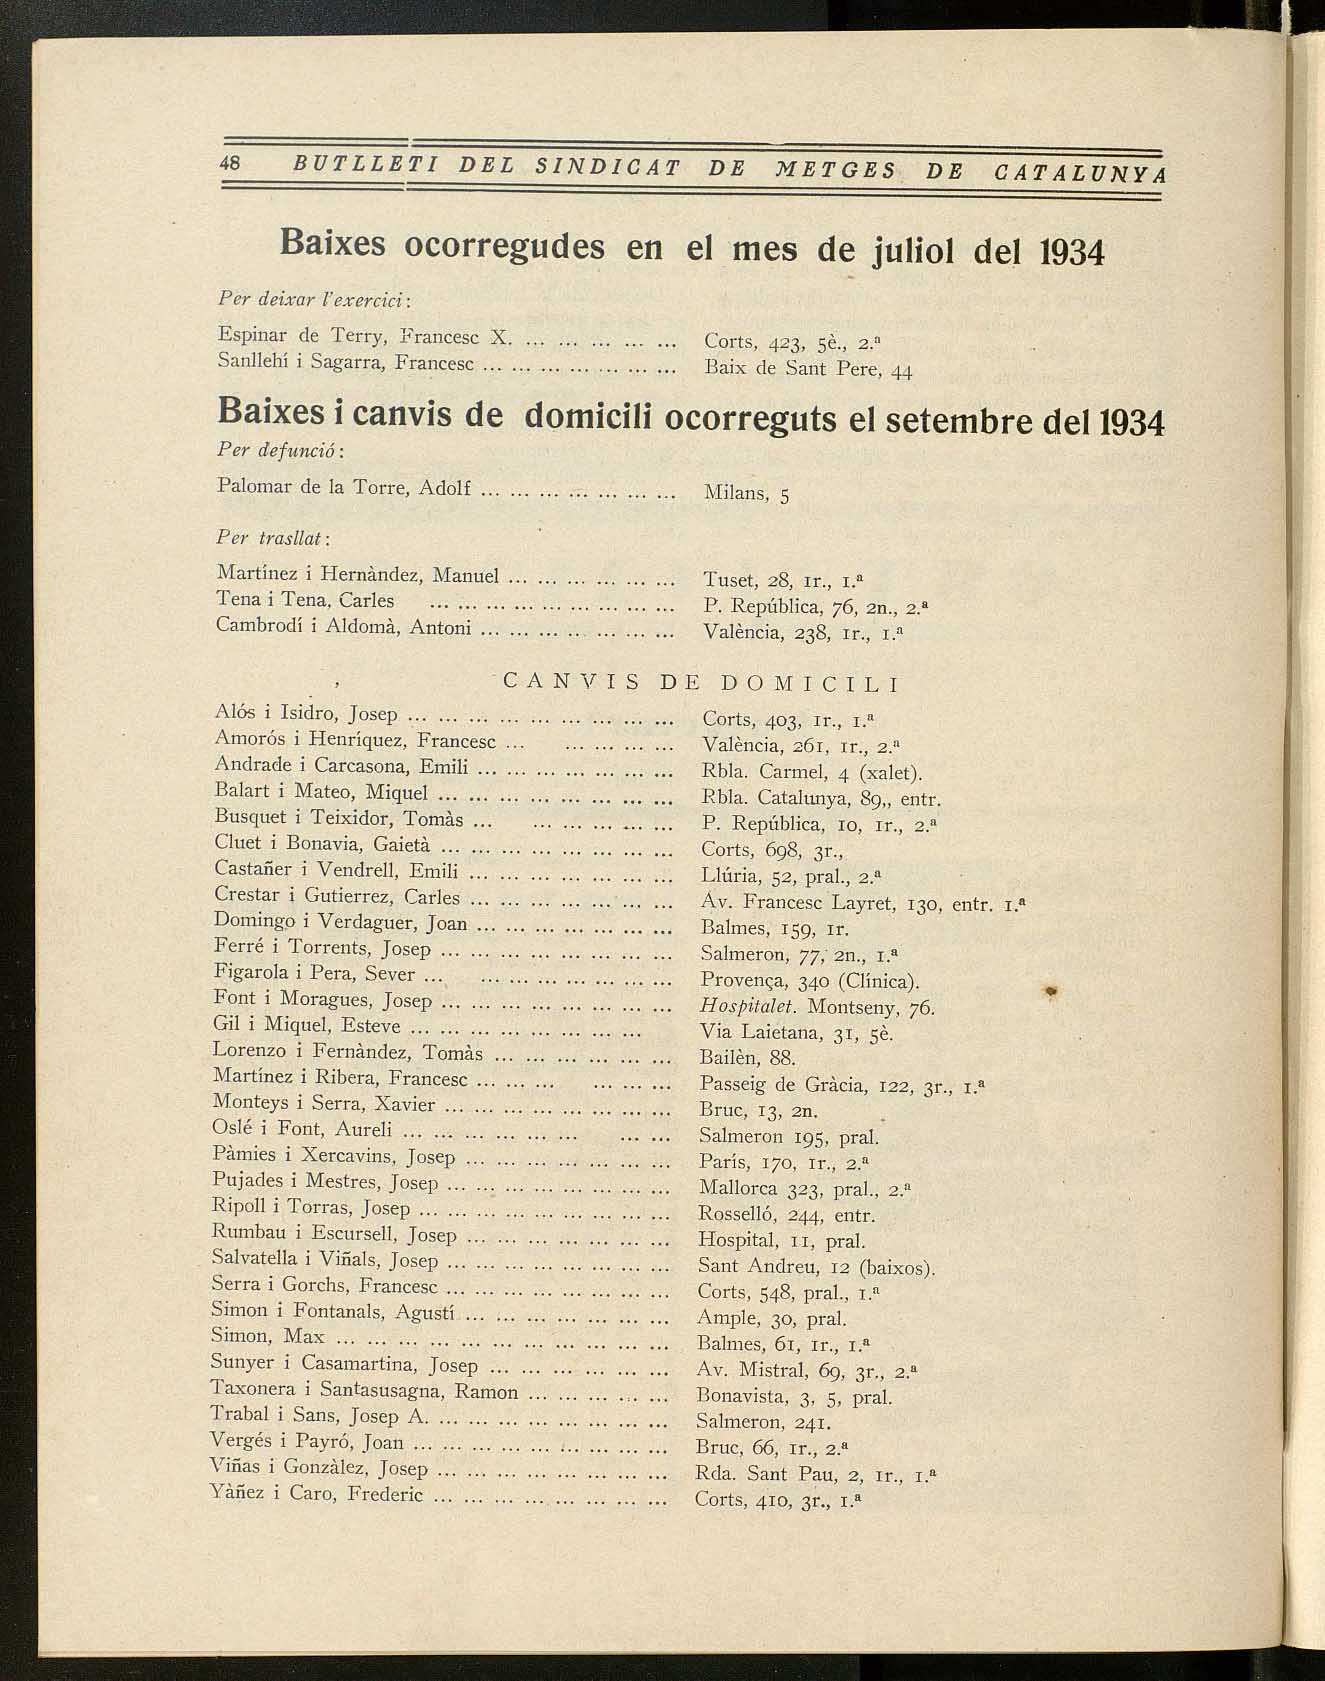 48 BUTLLETI DEL SINDICAT DE METGES DE CATALUNYA
Baixes ocorregudes en el mes de juliol del 1934
Per deixar l'exercici:
Espinar de Terry, Francesc X. ... ... ... ... ... ... Corts, 423, 5è., 2.ª
Sanllehí i Sagarra, Francesc ... ... ... ... ... ... ... Baix de Sant Pere, 44
Baixes i canvis de domicili ocorreguts el setembre del 1934
Per defunció:
Palomar de la Torre, Adolf ... ... ... ... ... ... ... Milans, 5
Per trasllat:
Martínez i Hernàndez, Manuel ... ... ... ... ... ... Tuset, 28, 1r., 1.ª
Tena i Tena, Carles ... ... ... ... ... ... ... ... ... P. República, 76, 2n., 2.ª
Cambrodí i Aldomà, Antoni ... ... ... ... ... ... ... València, 238, 1r., 1.ª
CANVIS DE DOMICILI
Alós i Isidro, Josep ... ... ... ... ... ... ... ... ... Corts, 403, 1r., 1.ª
Amorós i Henríquez, Francesc ... ... ... ... ... València, 261, 1r., 2.ª
Andrade i Carcasona, Emili ... ... ... ... ... ... ... Rbla. Carmel, 4 (xalet).
Balart i Mateo, Miquel ... ... ... ... ... ... ... ... Rbla. Catalunya, 89,, entr.
Busquet i Teixidor, Tomàs ... ... ... ... ... ... P. República, 10, 1r., 2.ª
Cluet i Bonavia, Gaietà ... ... ... ... ... ... ... ... Corts, 698, 3r.,
Castañer i Vendrell, Emili ... ... ... ... ... ... ... Llúria, 52, pral., 2.ª
Crestar i Gutierrez, Carles ... ... ... ... ... ... ... Av. Francesc Layret, 130, entr. 1.ª
Domingo i Verdaguer, Joan ... ... ... ... ... ... ... Balmes, 159, 1r.
Ferré i Torrents, Josep ... ... ... ... ... ... ... ... Salmeron, 77, 2n., 1.ª
Figarola i Pera, Sever ... ... ... ... ... ... ... ... Provença, 340 (Clínica).
Font i Moragues, Josep ... ... ... ... ... ... ... ... Hospitalet. Montseny, 76.
Gil i Miquel, Esteve ... ... ... ... ... ... ... ... Via Laietana, 31, 5è.
Lorenzo i Fernàndez, Tomàs ... ... ... ... ... ... Bailèn, 88.
Martínez i Ribera, Francesc ... ... ... ... ... ... Passeig de Gràcia, 122, 3r., 1.ª
Monteys i Serra, Xavier ... ... ... ... ... ... ... ... Bruc, 13, 2n.
Oslé i Font, Aureli ... ... ... ... ... ... ... ... Salmeron 195, pral.
Pàmies i Xercavins, Josep ... ... ... ... ... ... ... París, 170, 1r., 2.ª
Pujades i Mestres, Josep ... ... ... ... ... ... ... ... Mallorca 323, pral., 2.ª
Ripoll i Torras, Josep ... ... ... ... ... ... ... ... ... Rosselló, 244, entr.
Rumbau i Escursell, Josep ... ... ... ... ... ... ... Hospital, 11, pral.
Salvatella i Viñals, Josep ... ... ... ... ... ... ... ... Sant Andreu, 12 (baixos).
Serra i Gorchs, Francesc ... ... ... ... ... ... ... ... Corts, 548, pral., 1.ª
Simon i Fontanals, Agustí ... ... ... ... ... ... ... Ample, 30, pral.
Simon, Max ... ... ... ... ... ... ... ... ... ... ... Balmes, 61, 1r., 1.ª
Sunyer i Casamartina, Josep ... ... ... ... ... ... Av. Mistral, 69, 3r., 2.ª
Taxonera i Santasusagna, Ramon ... ... ... ... ... Bonavista, 3, 5, pral.
Trabal i Sans, Josep A. ... ... ... ... ... ... ... ... Salmeron, 241.
Vergés i Payró, Joan ... ... ... ... ... ... ... ... ... Bruc, 66, 1r., 2.ª
Viñas i Gonzàlez, Josep ... ... ... ... ... ... ... ... Rda. Sant Pau, 2, 1r., 1.ª
Yàñez i Caro, Frederic ... ... ... ... ... ... ... ... Corts, 410, 3r., 1.ª